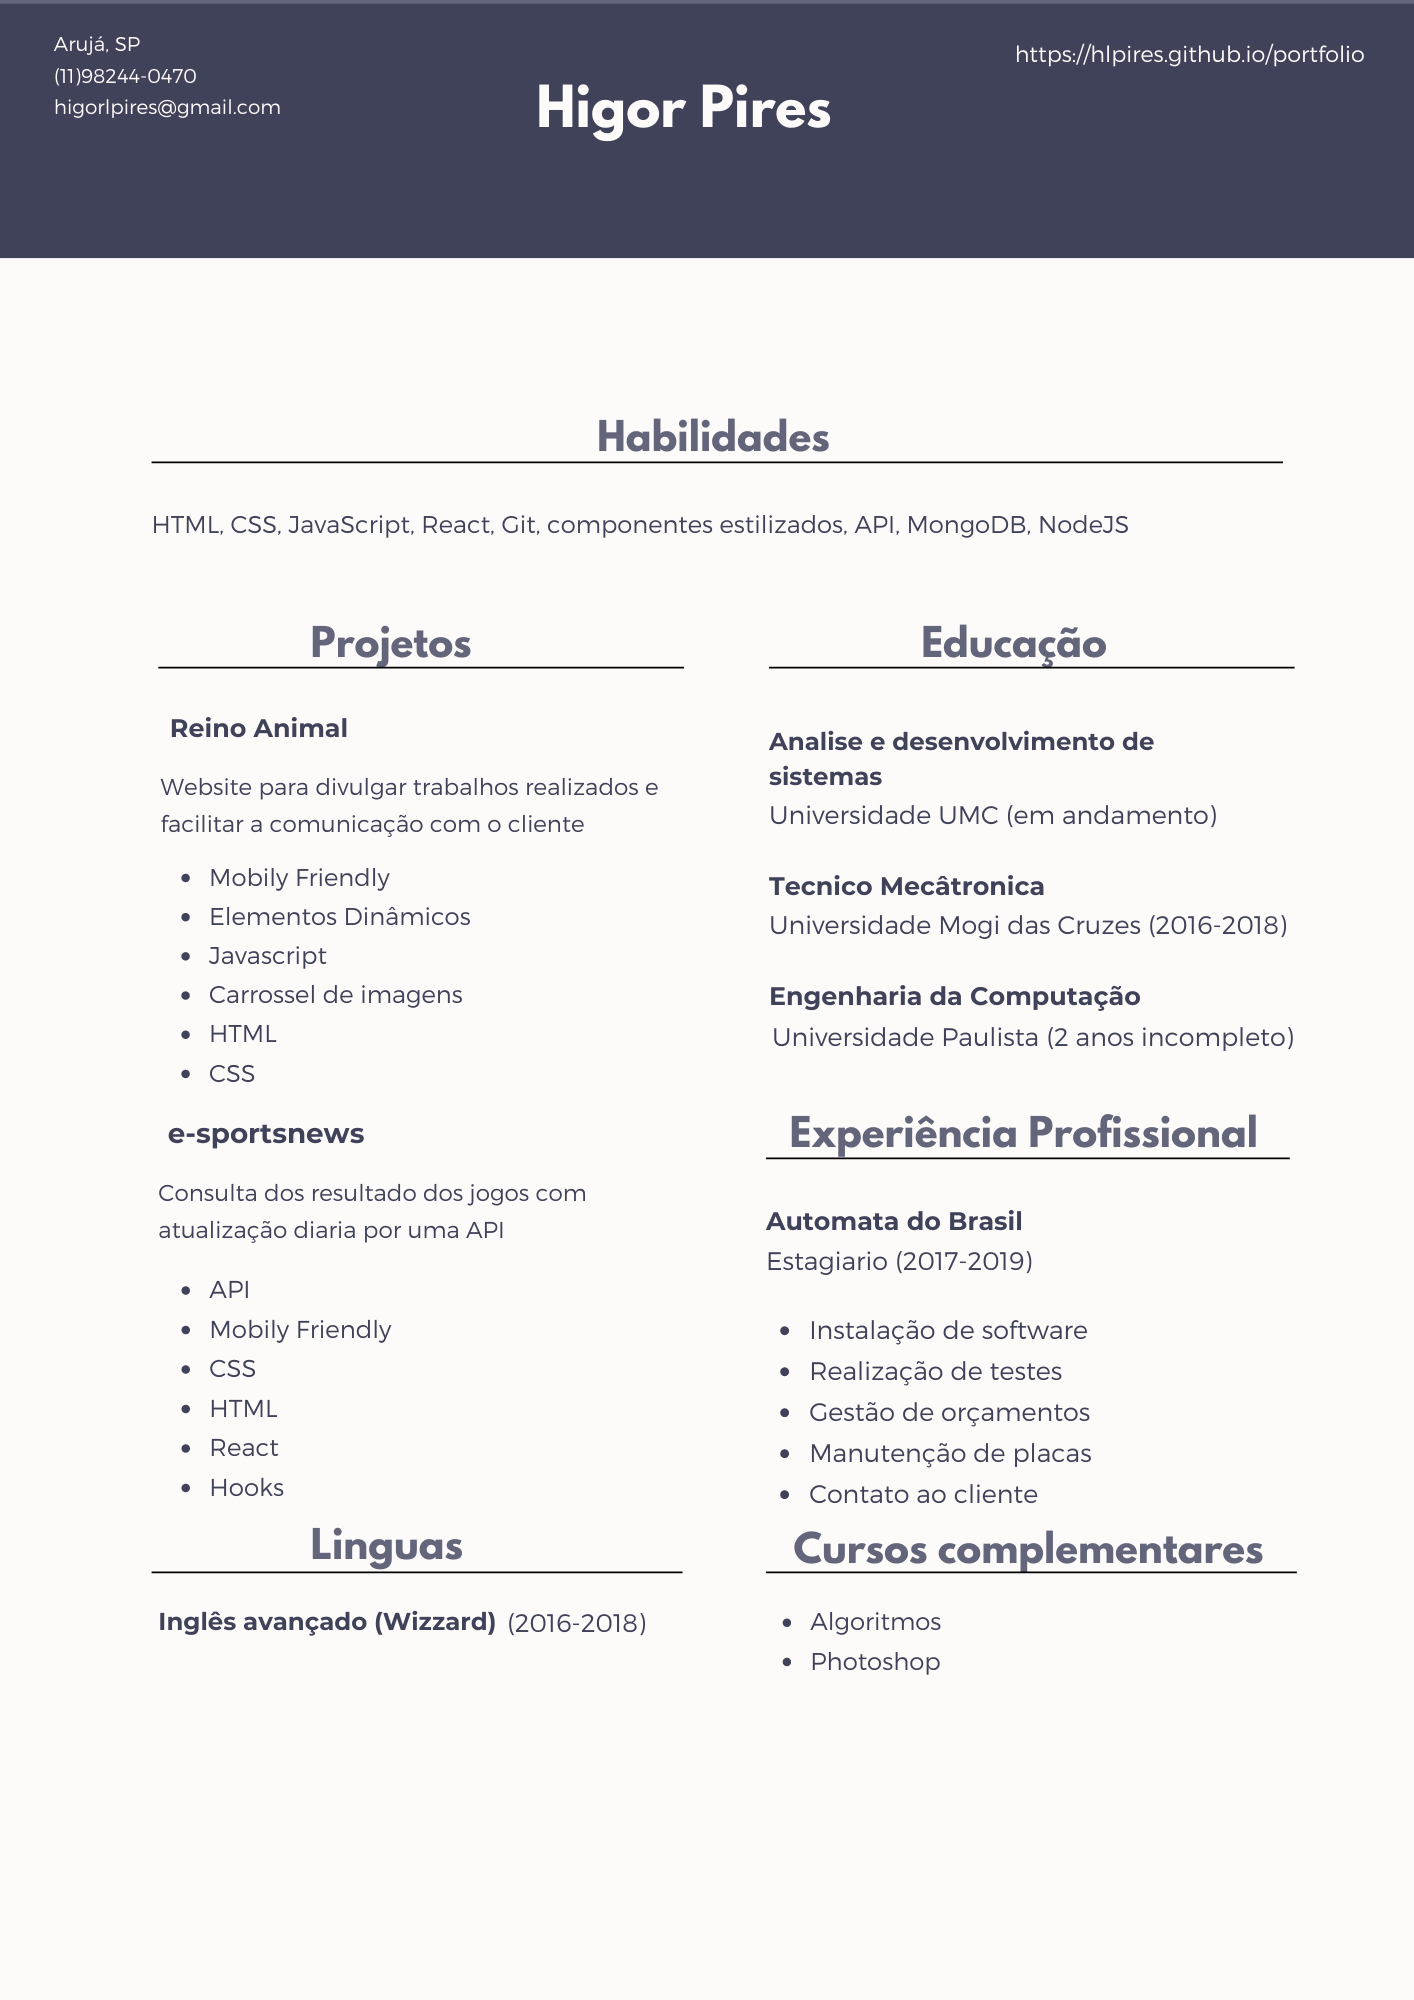 Arujá, SP
(11)98244-0470
higorlpires@gmail.com
https://hlpires.github.io/portfolio
Higor Pires
Habilidades
HTML, CSS, JavaScript, React, Git, componentes estilizados, API, MongoDB, NodeJS
Projetos
Reino Animal
Website para divulgar trabalhos realizados e
facilitar a comunicação com o cliente
• Mobily Friendly
• Elementos Dinâmicos
• Javascript
• Carrossel de imagens
• HTML
• CSS
e-sportsnews
Consulta dos resultado dos jogos com
atualização diaria por uma API
• API
• Mobily Friendly
• CSS
• HTML
• React
• Hooks
Linguas
Inglês avançado (Wizzard) (2016-2018)
Educação
Analise e desenvolvimento de
sistemas
Universidade UMC (em andamento)
Tecnico Mecâtronica
Universidade Mogi das Cruzes (2016-2018)
Engenharia da Computação
Universidade Paulista (2 anos incompleto)
Experiência Profissional
Automata do Brasil
Estagiario (2017-2019)
• Instalação de software
• Realização de testes
• Gestão de orçamentos
• Manutenção de placas
• Contato ao cliente
Cursos complementares
• Algoritmos
• Photoshop